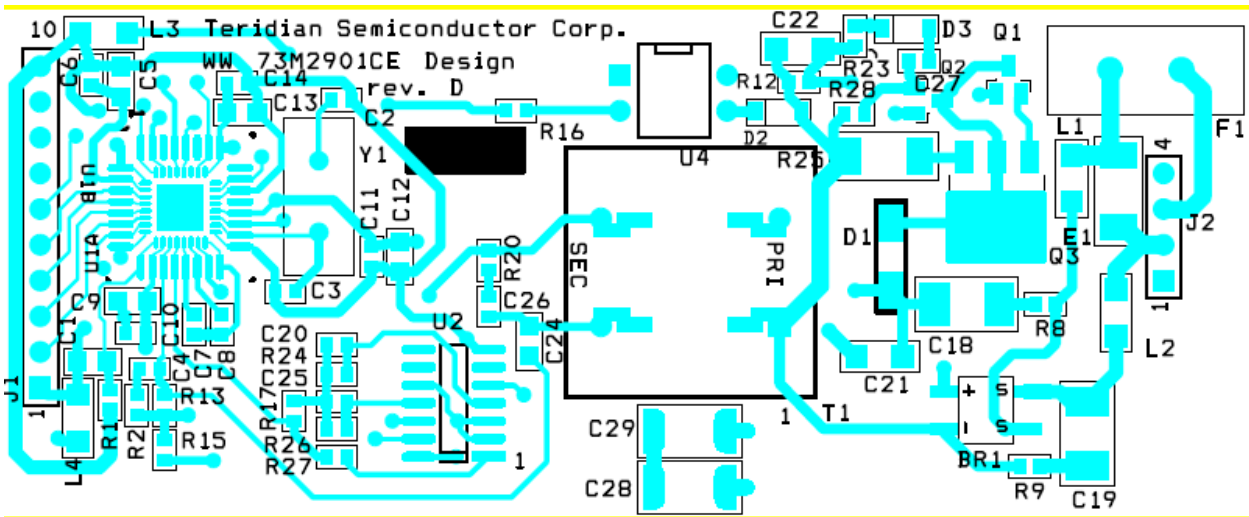 10
L3
Teridian Semiconductor Corp.
WW 73M2901CE Design
rev. D
C22
D3
Q1
C6
C5
C14
C13
C2
R16
R12
R23
R28
Q2
C27
D2
U4
R25
L1
F1
4
U1B
Y1
C11
C12
U1A
R20
SEC
PRI
D1
E1
Q3
J2
C9
C3
C26
U2
C1
C10
C4
C7
C8
C20
R24
C25
C24
R8
1
C18
L2
C21
J1
1
R1
R2
R13
R15
R17
R26
R27
1
C29
1
T1
+
-
S
S
BR1
L4
C28
R9
C19